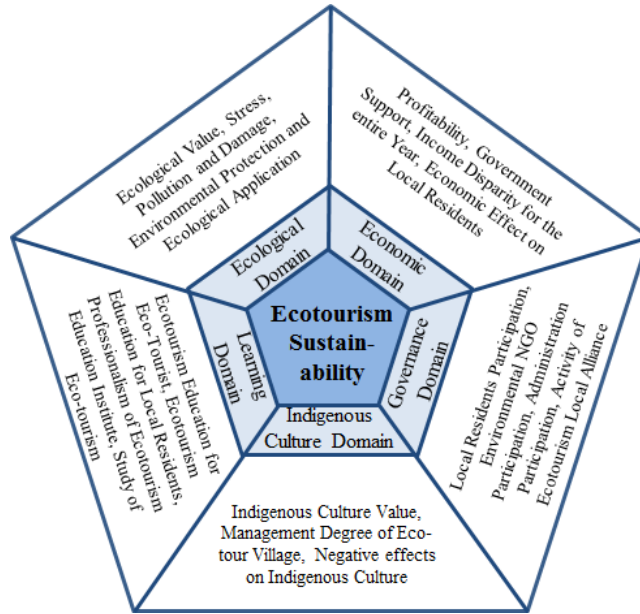 Ecological Value, Stress,
Pollution and Damage,
Environmental Protection and
Ecological Application
Profitability, Government
Support, Income Disparity for the
entire Year, Economic Effect on
Local Residents
Ecological
Domain
Economic
Domain
Ecotourism
Sustain-
ability
Learning
Domain
Governance
Domain
Indigenous
Culture Domain
Ecotourism Education for
Eco-Tourist, Ecotourism
Education for Local Residents,
Professionalism of Ecotourism
Education Institute, Study of
Eco-tourism
Local Residents Participation,
Environmental NGO
Participation, Administration
Participation, Activity of
Ecotourism Local Alliance
Indigenous Culture Value,
Management Degree of Eco-
tour Village, Negative effects
on Indigenous Culture